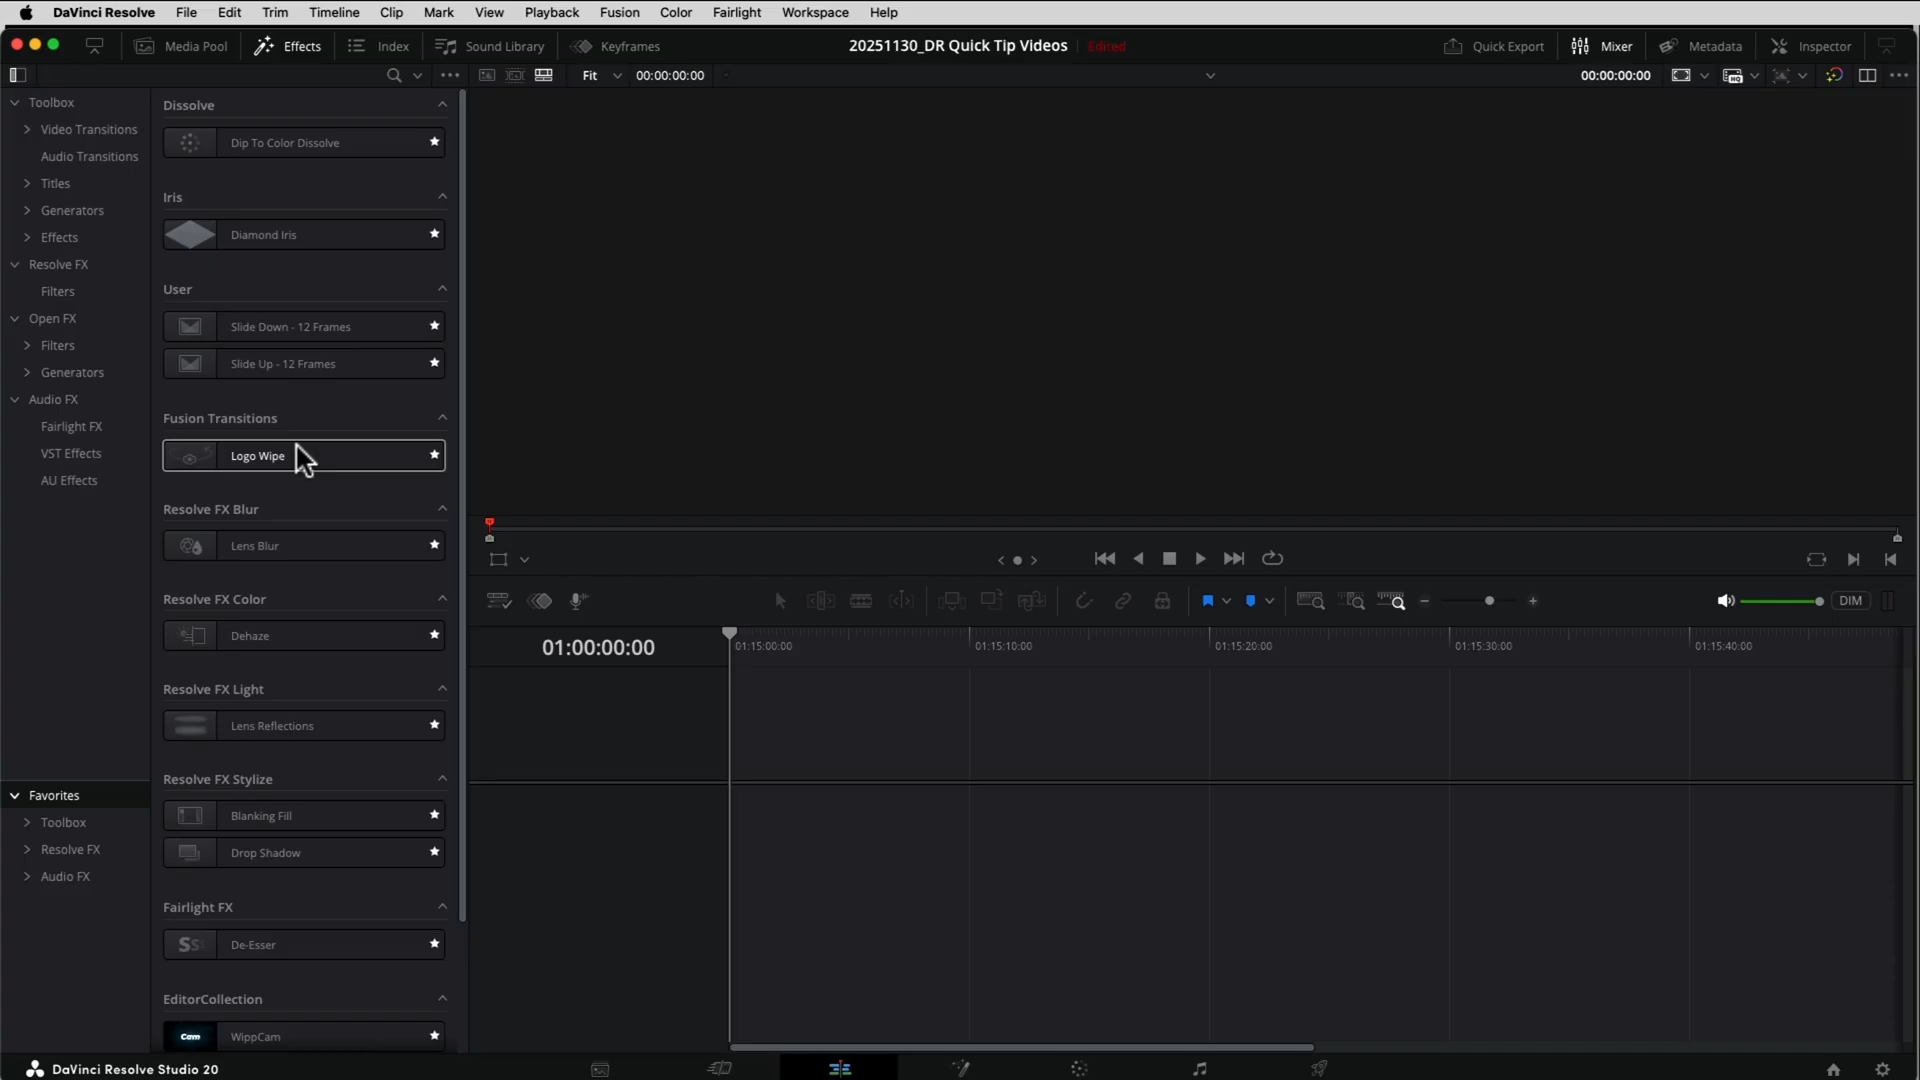 DaVinci Resolve File Edit Trim Timeline Clip Mark View Playback Fusion Color Fairlight Workspace Help
Media Pool Effects Index Sound Library Keyframes 20251130_DR Quick Tip Videos Edited Quick Export Mixer Metadata Inspector
Fit 00:00:00:00 00:00:00:00 HQ
Toolbox
Video Transitions
Audio Transitions
Titles
Generators
Effects
Resolve FX
Filters
Open FX
Filters
Generators
Audio FX
Fairlight FX
VST Effects
AU Effects
Favorites
Toolbox
Resolve FX
Audio FX
Dissolve
Dip To Color Dissolve
Iris
Diamond Iris
User
Slide Down - 12 Frames
Slide Up - 12 Frames
Fusion Transitions
Logo Wipe
Resolve FX Blur
Lens Blur
Resolve FX Color
Dehaze
Resolve FX Light
Lens Reflections
Resolve FX Stylize
Blanking Fill
Drop Shadow
Fairlight FX
Ss De-Esser
EditorCollection
Cam WippCam
DIM
01:00:00:00 01:15:00:00 01:15:10:00 01:15:20:00 01:15:30:00 01:15:40:00
DaVinci Resolve Studio 20